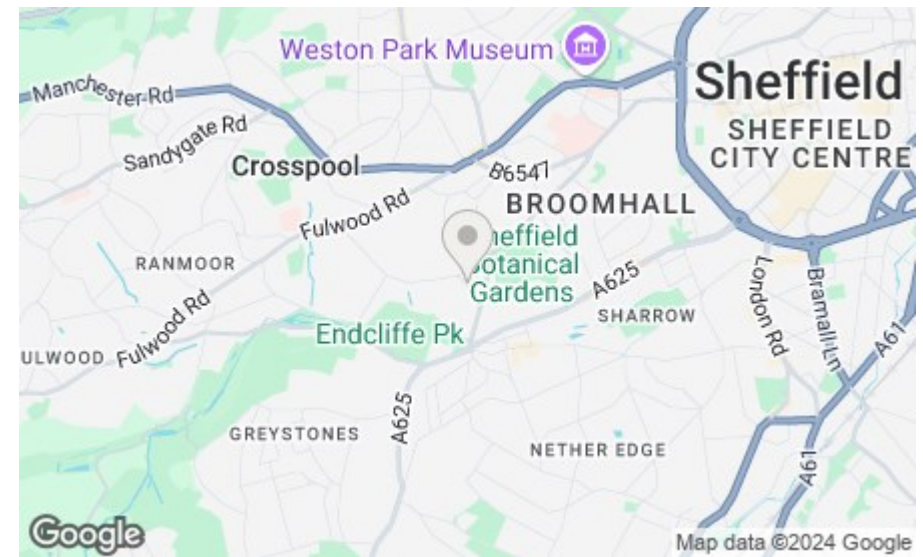 Weston Park Museum
Sheffield
Manchester Rd
SHEFFIELD
CITY CENTRE
Sandygate Rd
Crosspool
B6547
Fulwood Rd
BROOMHALL
heffield
otanical
Gardens
RANMOOR
A625
London Rd
Bramall Ln
SHARROW
Endcliffe Pk
Fulwood Rd
ULWOOD
A61
A625
GREYSTONES
NETHER EDGE
A61
Google
Map data ©2024 Google